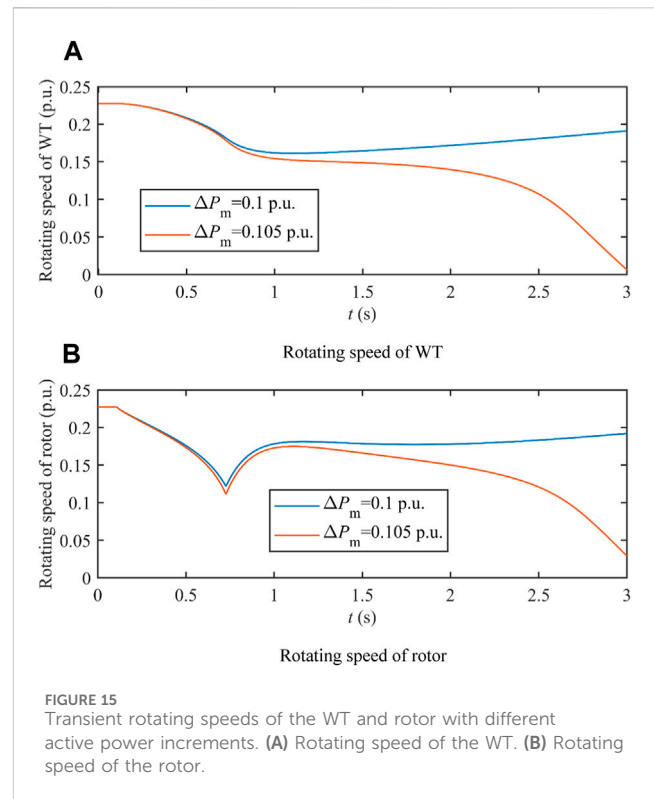 A
Rotating speed of WT (p.u.)
0.25
0.2
0.15
0.1
0.05
0
ΔPm=0.1 p.u.
ΔPm=0.105 p.u.
0 0.5 1 1.5 2 2.5 3
t (s)
Rotating speed of WT
B
Rotating speed of rotor (p.u.)
0.25
0.2
0.15
0.1
0.05
0
ΔPm=0.1 p.u.
ΔPm=0.105 p.u.
0 0.5 1 1.5 2 2.5 3
t (s)
Rotating speed of rotor
FIGURE 15
Transient rotating speeds of the WT and rotor with different
active power increments. (A) Rotating speed of the WT. (B) Rotating
speed of the rotor.